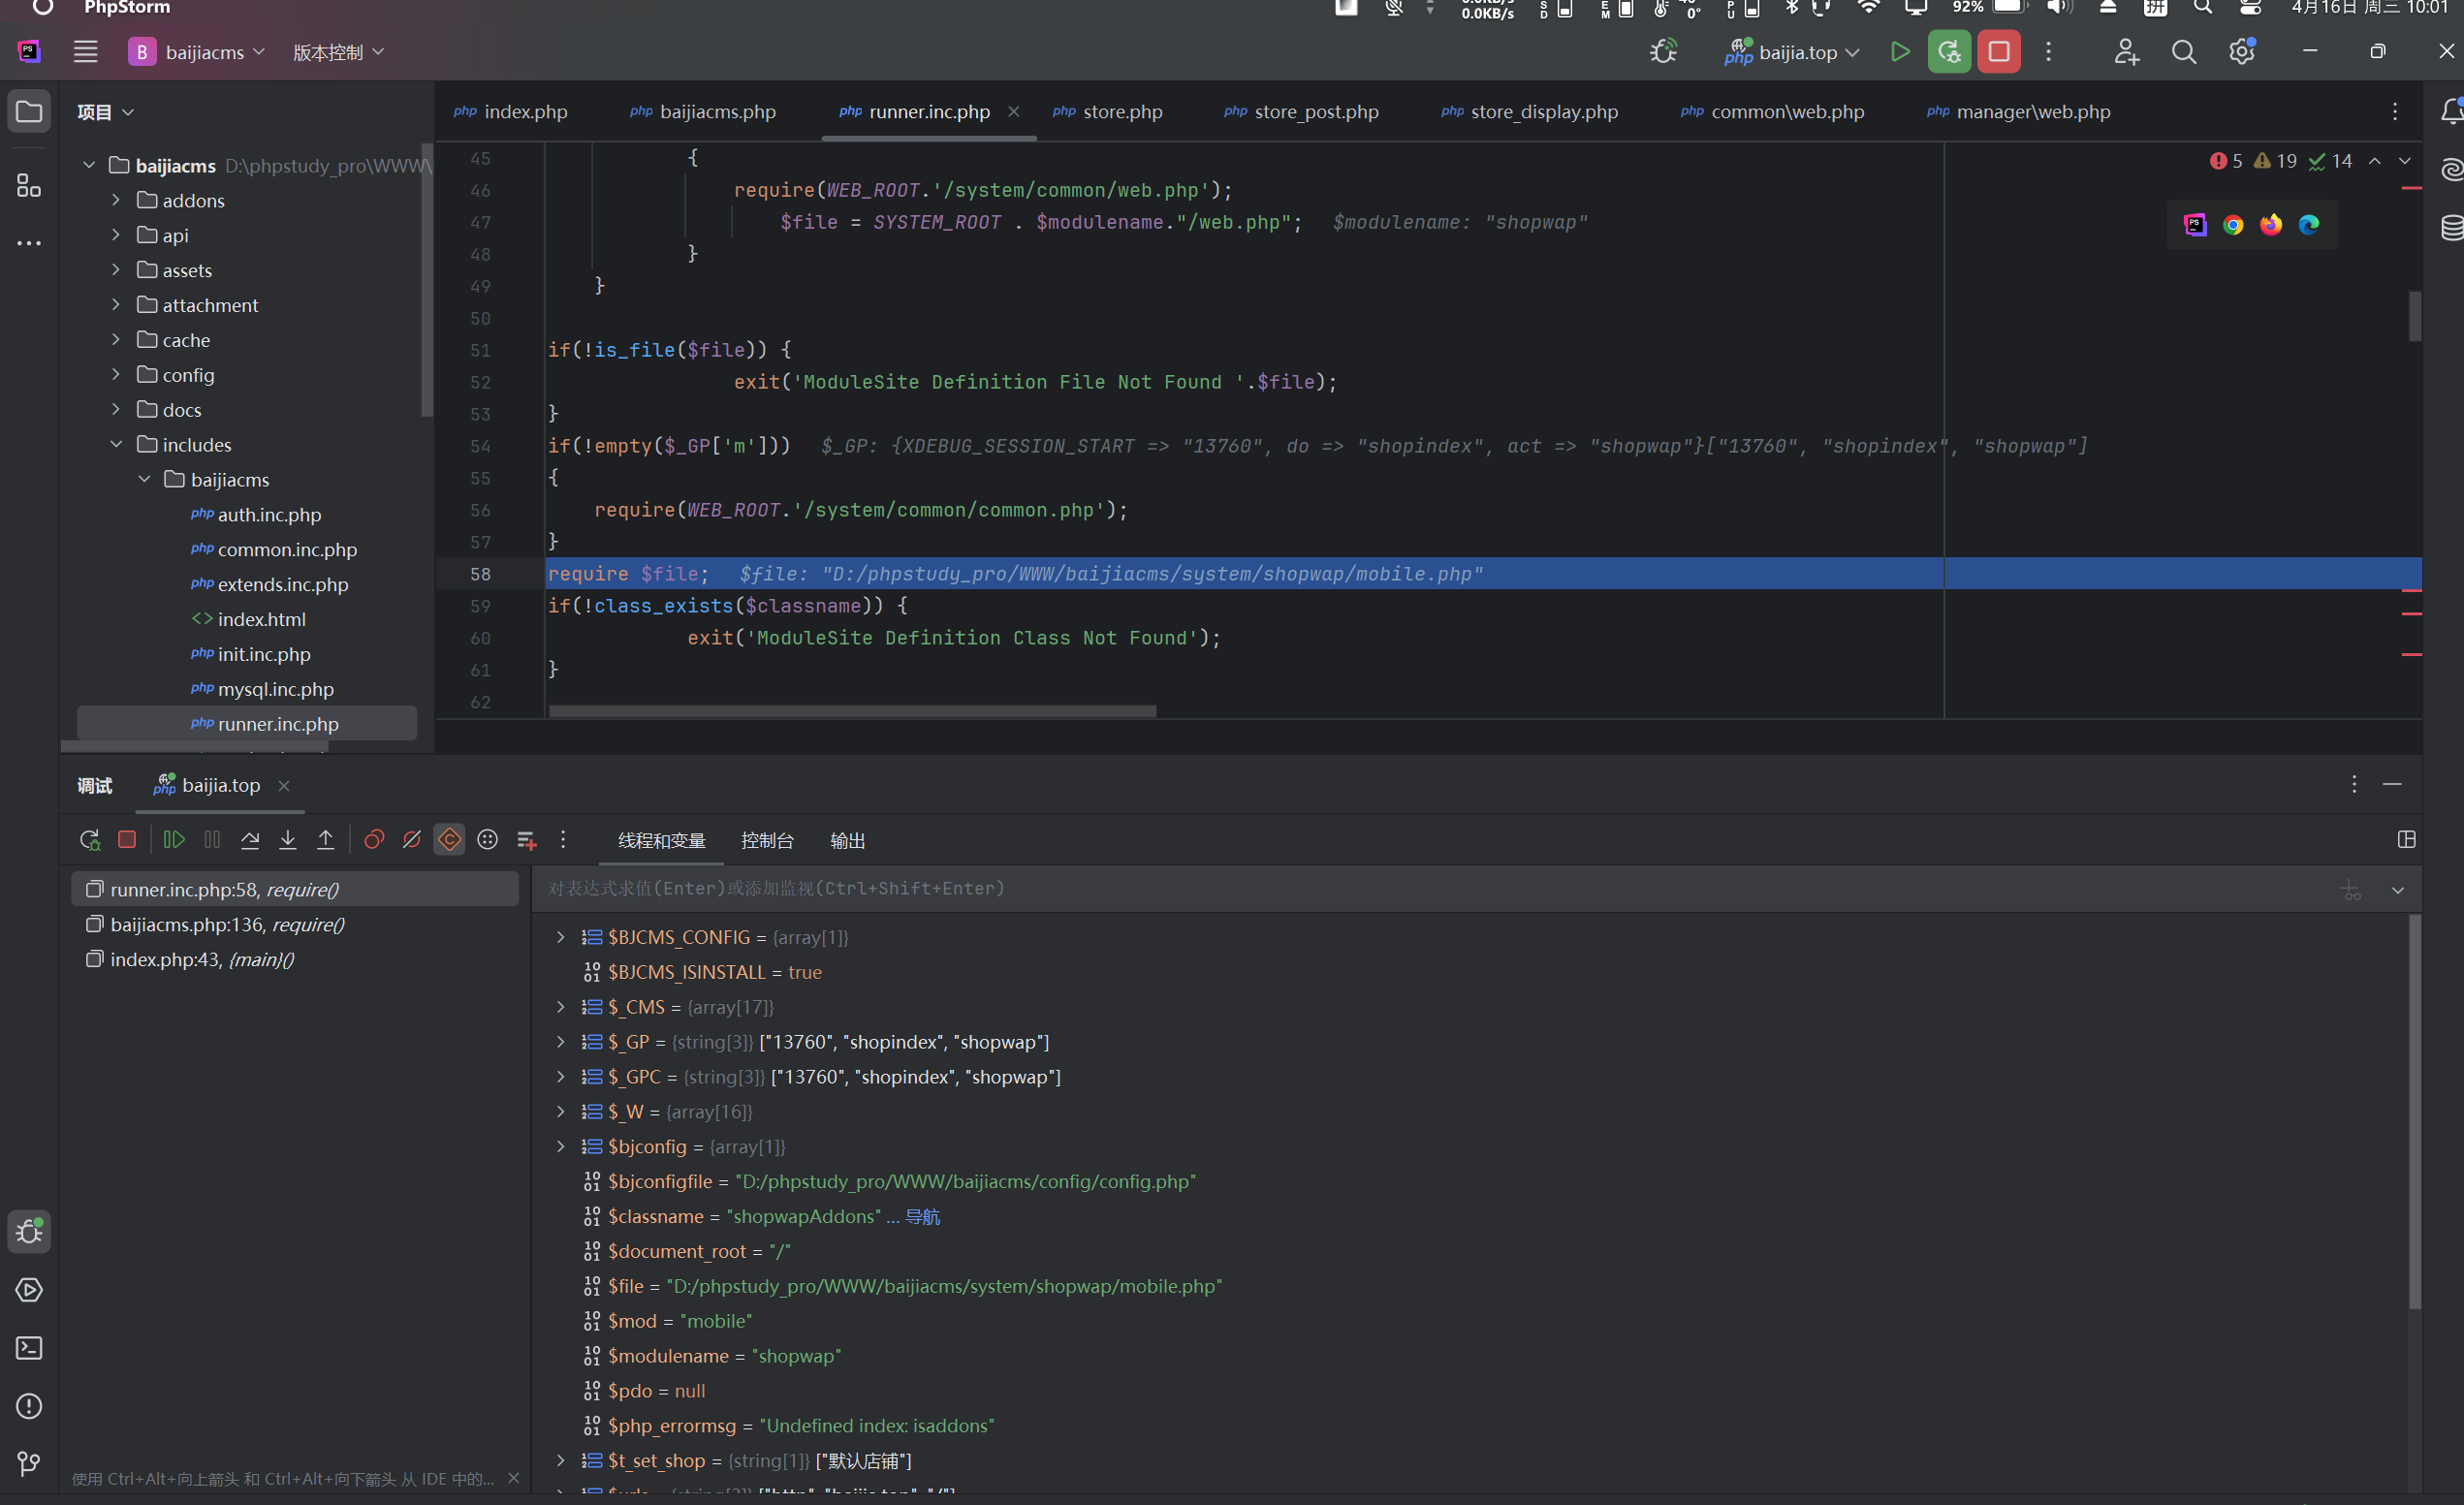 PhpStorm
92%
4月16日 周三 10:01
baijiacms
版本控制
baijia.top
项目
index.php
baijiacms.php
runner.inc.php
store.php
store_post.php
store_display.php
common\web.php
manager\web.php
baijiacms D:\phpstudy_pro\WWW\
addons
api
assets
attachment
cache
config
docs
includes
baijiacms
auth.inc.php
common.inc.php
extends.inc.php
index.html
init.inc.php
mysql.inc.php
runner.inc.php
5 19 14
45 {
46 require(WEB_ROOT.'/system/common/web.php');
47 $file = SYSTEM_ROOT . $modulename."/web.php"; $modulename: "shopwap"
48 }
49 }
50
51 if(!is_file($file)) {
52 exit('ModuleSite Definition File Not Found '.$file);
53 }
54 if(!empty($_GP['m'])) $_GP: {XDEBUG_SESSION_START => "13760", do => "shopindex", act => "shopwap"}["13760", "shopindex", "shopwap"]
55 {
56 require(WEB_ROOT.'/system/common/common.php');
57 }
58 require $file; $file: "D:/phpstudy_pro/WWW/baijiacms/system/shopwap/mobile.php"
59 if(!class_exists($classname)) {
60 exit('ModuleSite Definition Class Not Found');
61 }
62
调试
baijia.top
线程和变量
控制台
输出
runner.inc.php:58, require()
baijiacms.php:136, require()
index.php:43, {main}()
对表达式求值(Enter)或添加监视(Ctrl+Shift+Enter)
$BJCMS_CONFIG = {array[1]}
$BJCMS_ISINSTALL = true
$_CMS = {array[17]}
$_GP = {string[3]} ["13760", "shopindex", "shopwap"]
$_GPC = {string[3]} ["13760", "shopindex", "shopwap"]
$_W = {array[16]}
$bjconfig = {array[1]}
$bjconfigfile = "D:/phpstudy_pro/WWW/baijiacms/config/config.php"
$classname = "shopwapAddons" ... 导航
$document_root = "/"
$file = "D:/phpstudy_pro/WWW/baijiacms/system/shopwap/mobile.php"
$mod = "mobile"
$modulename = "shopwap"
$pdo = null
$php_errormsg = "Undefined index: isaddons"
$t_set_shop = {string[1]} ["默认店铺"]
使用 Ctrl+Alt+向上箭头 和 Ctrl+Alt+向下箭头 从 IDE 中的...